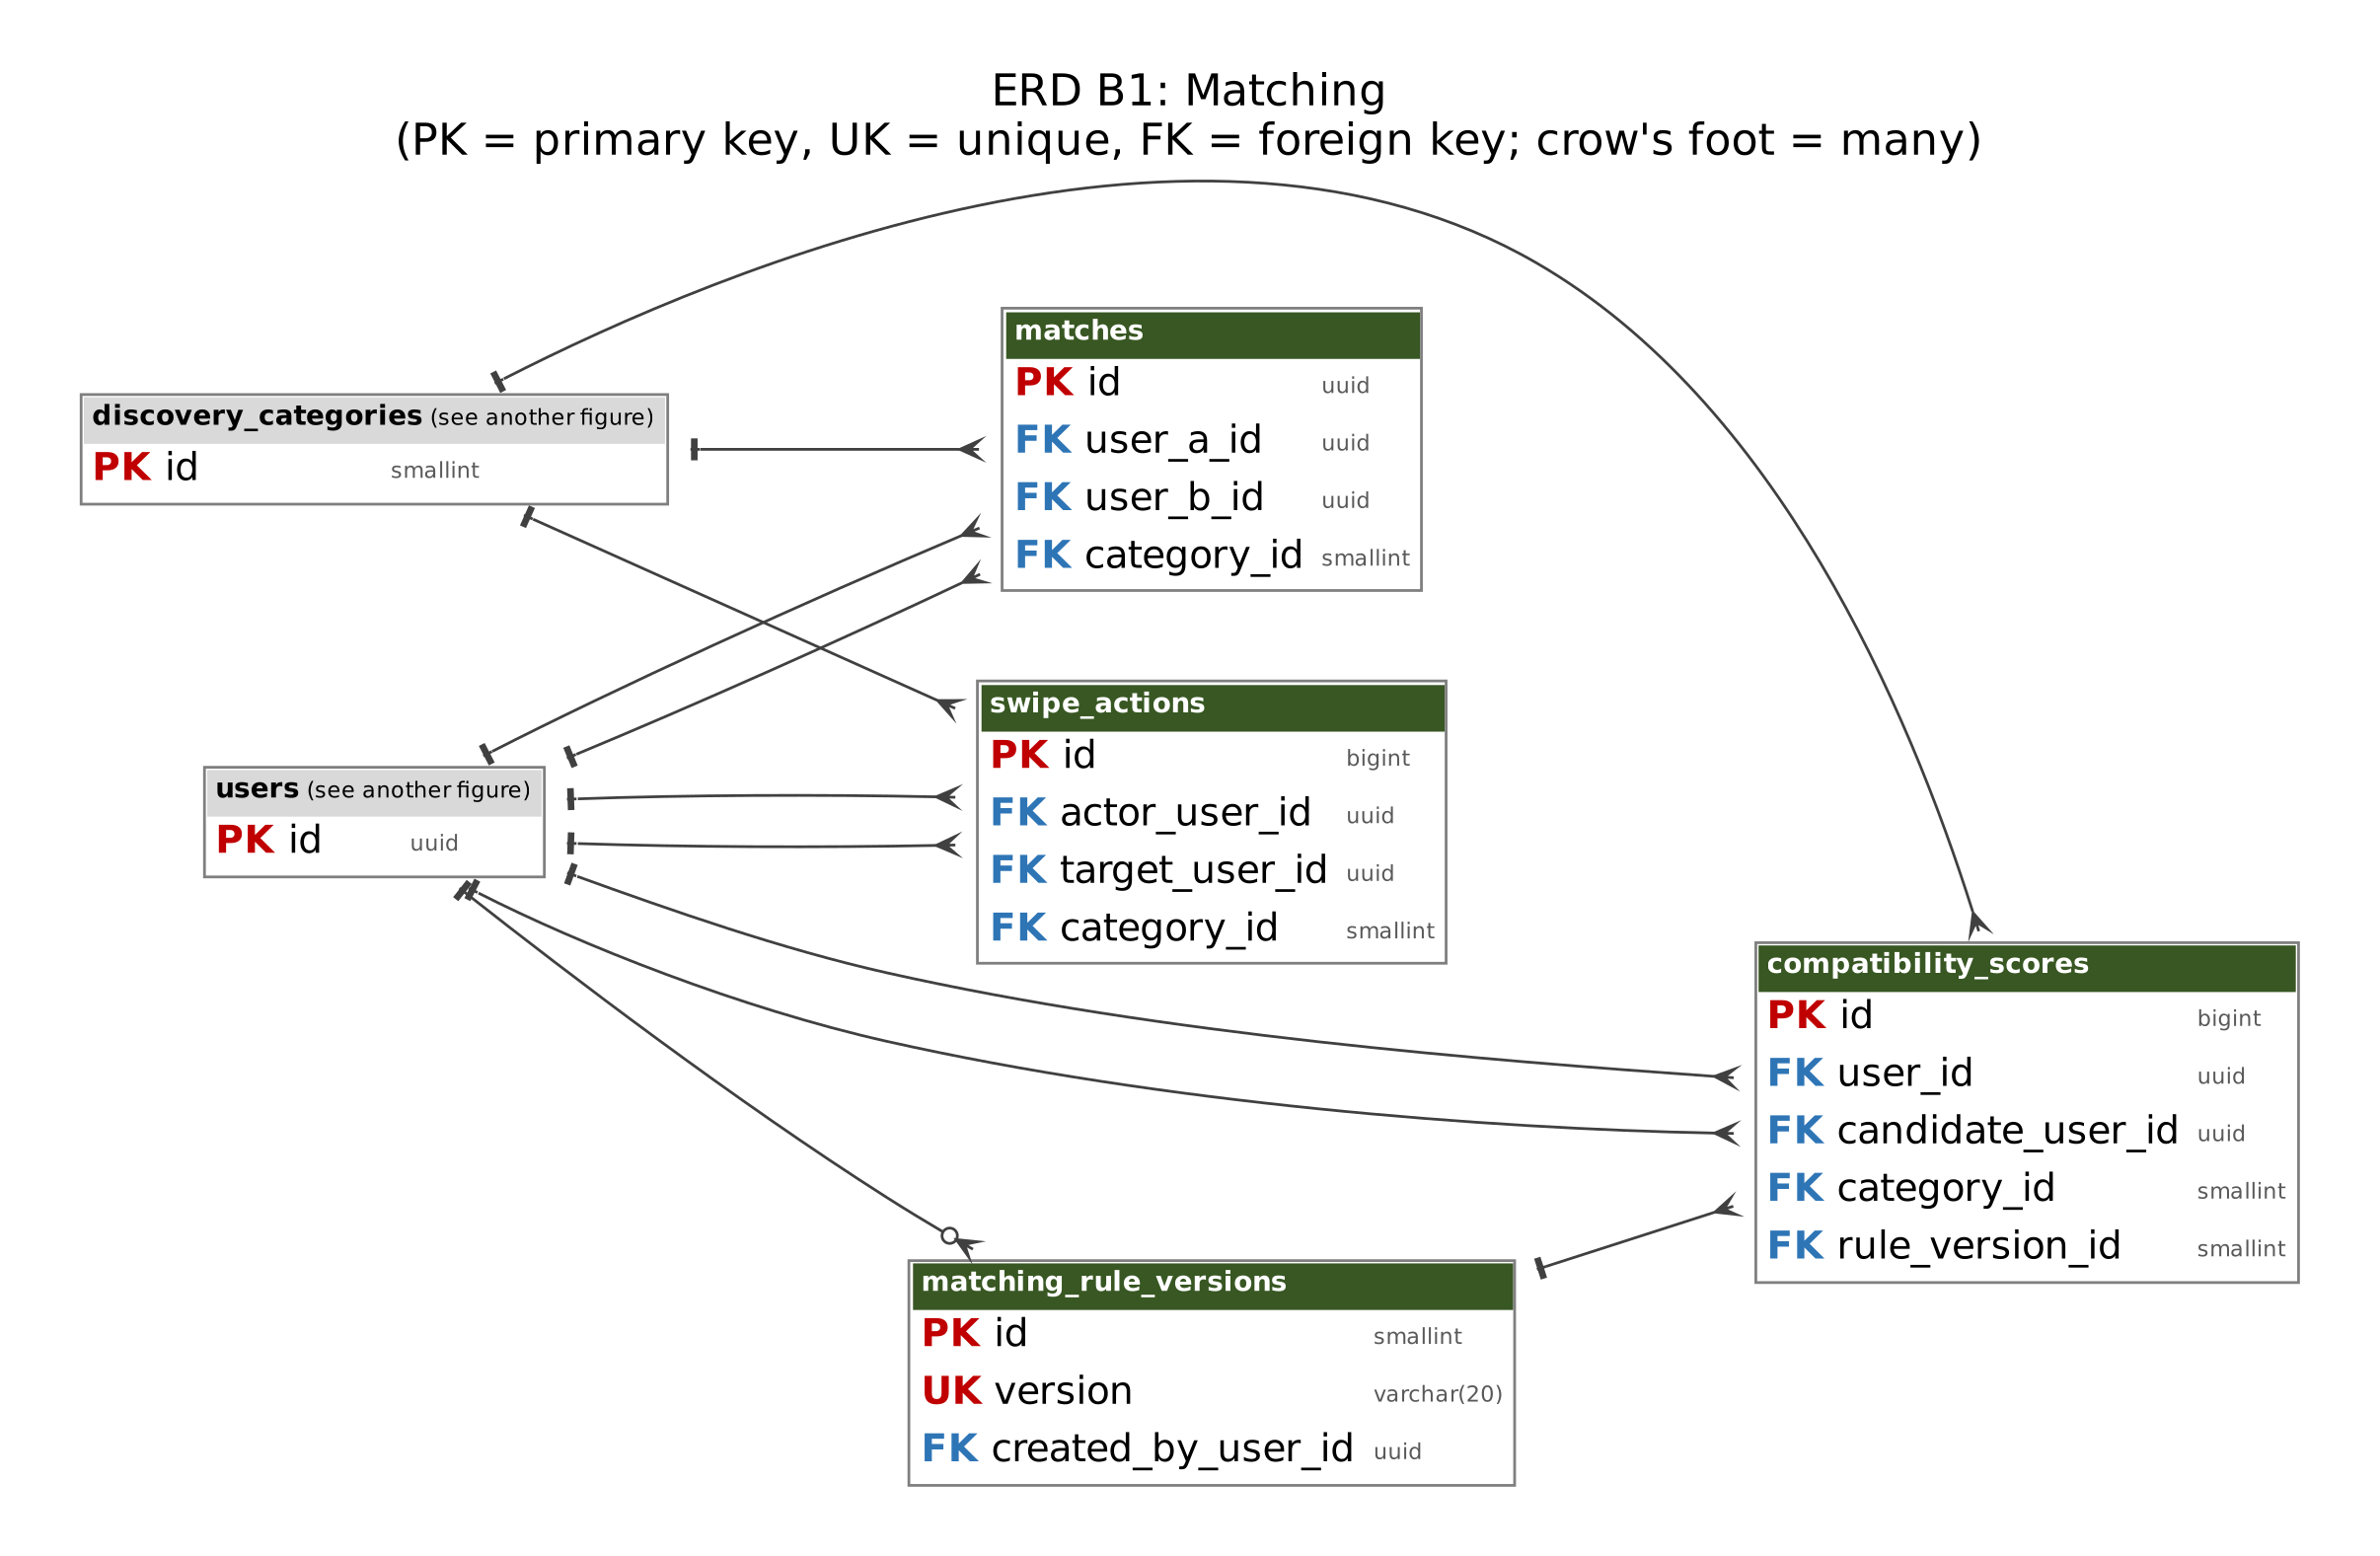 ERD B1: Matching
(PK = primary key, UK = unique, FK = foreign key; crow's foot = many)
matches
PK id uuid
FK user_a_id uuid
FK user_b_id uuid
FK category_id smallint
discovery_categories (see another figure)
PK id smallint
swipe_actions
PK id bigint
FK actor_user_id uuid
FK target_user_id uuid
FK category_id smallint
users (see another figure)
PK id uuid
compatibility_scores
PK id bigint
FK user_id uuid
FK candidate_user_id uuid
FK category_id smallint
FK rule_version_id smallint
matching_rule_versions
PK id smallint
UK version varchar(20)
FK created_by_user_id uuid